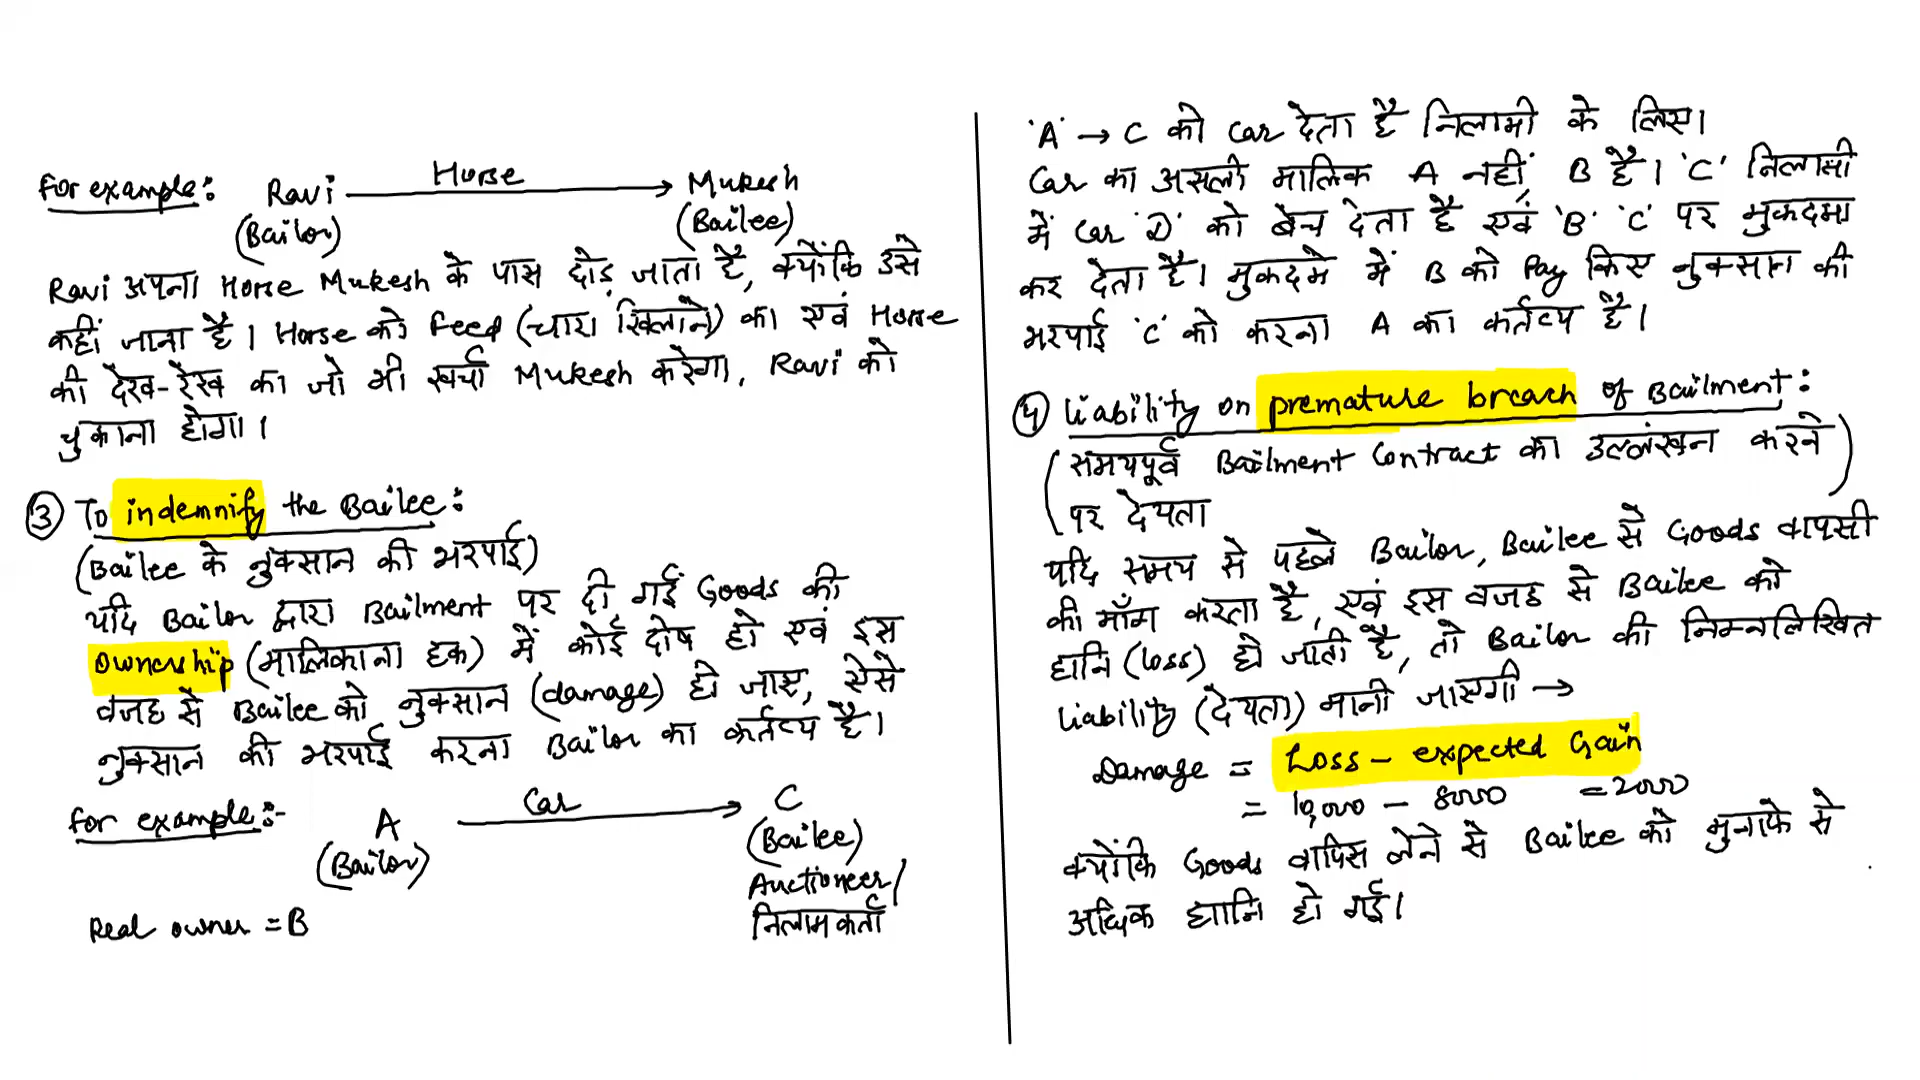 For example: Ravi Horse Mukesh
(Bailor) (Bailee)
Ravi अपना Horse Mukesh के पास छोड़ जाता है, क्योंकि उसे
कहीं जाना है। Horse को Feed (चारा खिलाने) का एवं Horse
की देख-रेख का जो भी खर्चा Mukesh करेगा, Ravi को
चुकाना होगा।
③ To indemnify the Bailee:
(Bailee के नुकसान की भरपाई)
यदि Bailor द्वारा Bailment पर दी गई Goods की
ownership (मालिकाना हक) में कोई दोष हो एवं इस
वजह से Bailee को नुक्सान (damage) हो जाए, ऐसे
नुक्सान की भरपाई करना Bailor का कर्तव्य है।
for example:- A Car C
(Bailor) (Bailee)
Auctioneer/
Real owner = B निलामकर्ता
'A' → C को Car देता है निलामी के लिए।
Car का असली मालिक A नहीं, B है। 'C' निलामी
में Car 'D' को बेच देता है एवं 'B' 'C' पर मुकदमा
कर देता है। मुकदमे में B को Pay किए नुक्सान की
भरपाई 'C' को करना A का कर्तव्य है।
④ Liability on premature breach of Bailment:
(समयपूर्व Bailment Contract का उल्लंखन करने
पर देयता)
यदि समय से पहले Bailor, Bailee से Goods वापसी
की माँग करता है, एवं इस वजह से Bailee को
हानि (loss) हो जाती है, तो Bailor की निम्नलिखित
liability (देयता) मानी जाएगी →
Damage = Loss - expected Gain
= 10,000 - 8000 = 2000
क्योंकि Goods वापिस लेने से Bailee को मुनाफे से
अधिक हानि हो गई।